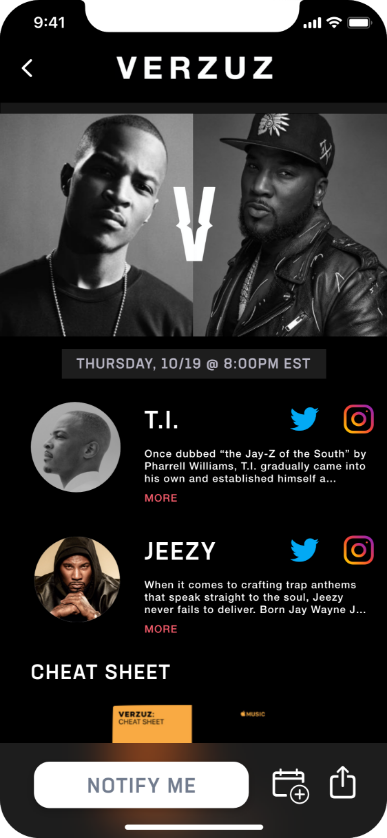 9:41
VERZUZ
V
THURSDAY, 10/19 @ 8:00PM EST
T.I.
Once dubbed “the Jay-Z of the South” by
Pharrell Williams, T.I. gradually came into
his own and established himself a...
MORE
JEEZY
When it comes to crafting trap anthems
that speak straight to the soul, Jeezy
never fails to deliver. Born Jay Wayne J...
MORE
CHEAT SHEET
VERZUZ:
CHEAT SHEET
MUSIC
NOTIFY ME